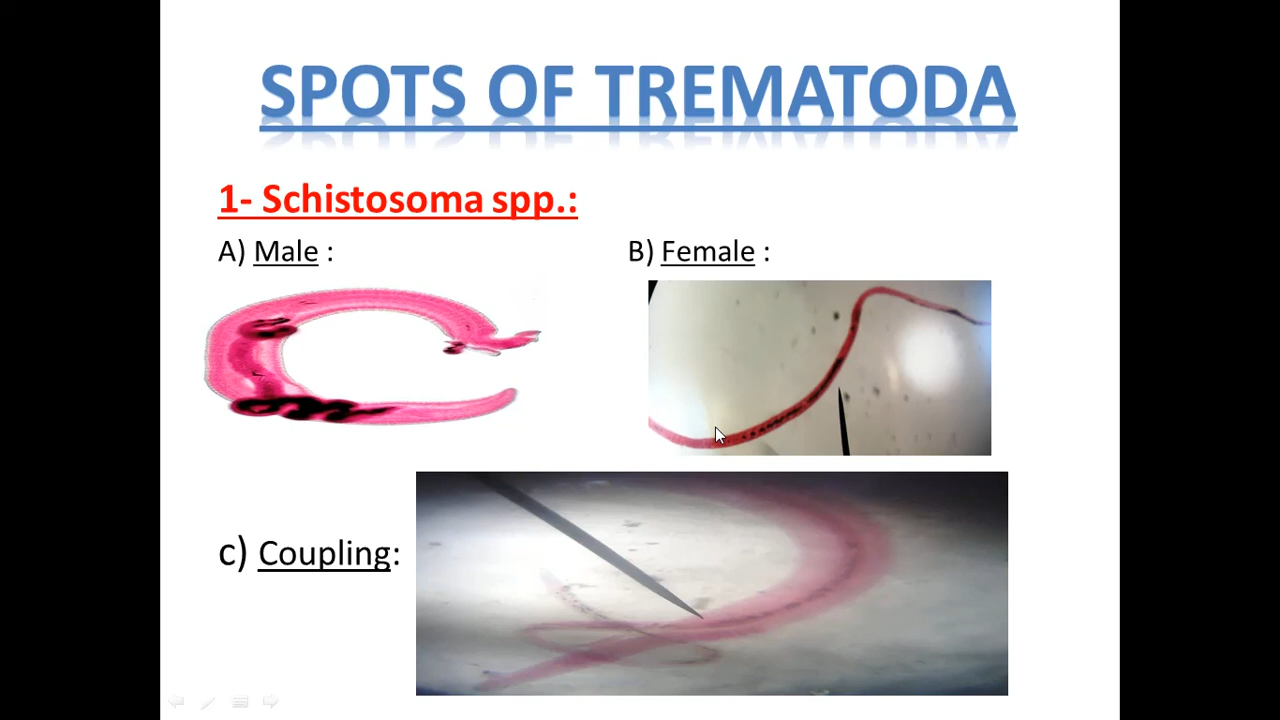 SPOTS OF TREMATODA
1- Schistosoma spp.:
A) Male :
B) Female :
c) Coupling: